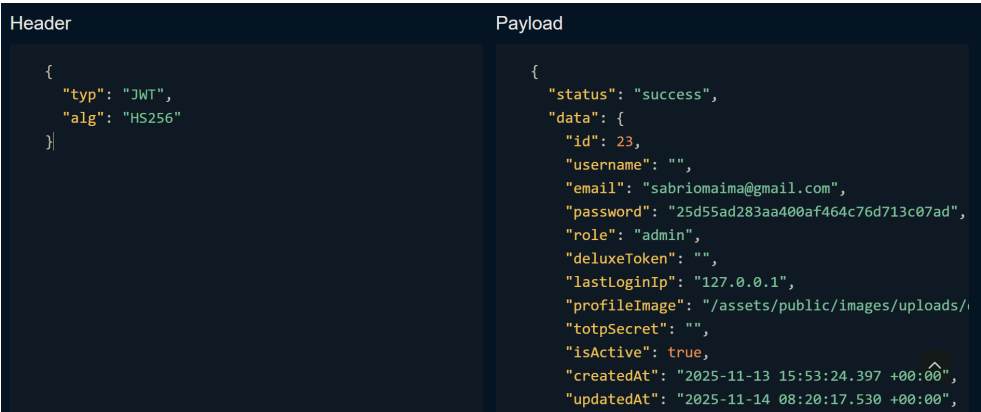 Header
{
"typ": "JWT",
"alg": "HS256"
}
Payload
{
"status": "success",
"data": {
"id": 23,
"username": "",
"email": "sabriomaima@gmail.com",
"password": "25d55ad283aa400af464c76d713c07ad",
"role": "admin",
"deluxeToken": "",
"lastLoginIp": "127.0.0.1",
"profileImage": "/assets/public/images/uploads/
"totpSecret": "",
"isActive": true,
"createdAt": "2025-11-13 15:53:24.397 +00:00",
"updatedAt": "2025-11-14 08:20:17.530 +00:00",